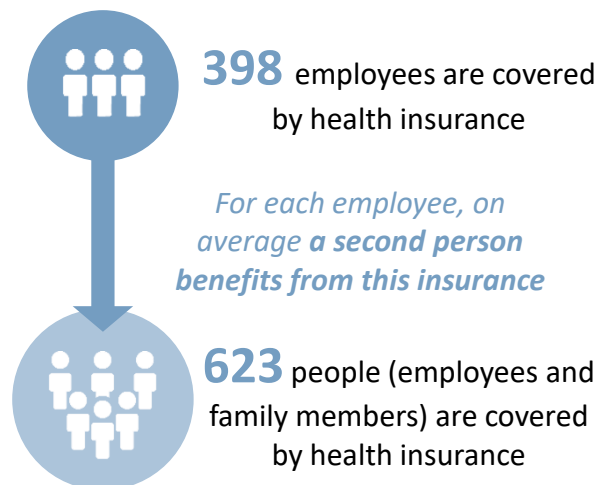 398 employees are covered
by health insurance
For each employee, on
average a second person
benefits from this insurance
623 people (employees and
family members) are covered
by health insurance